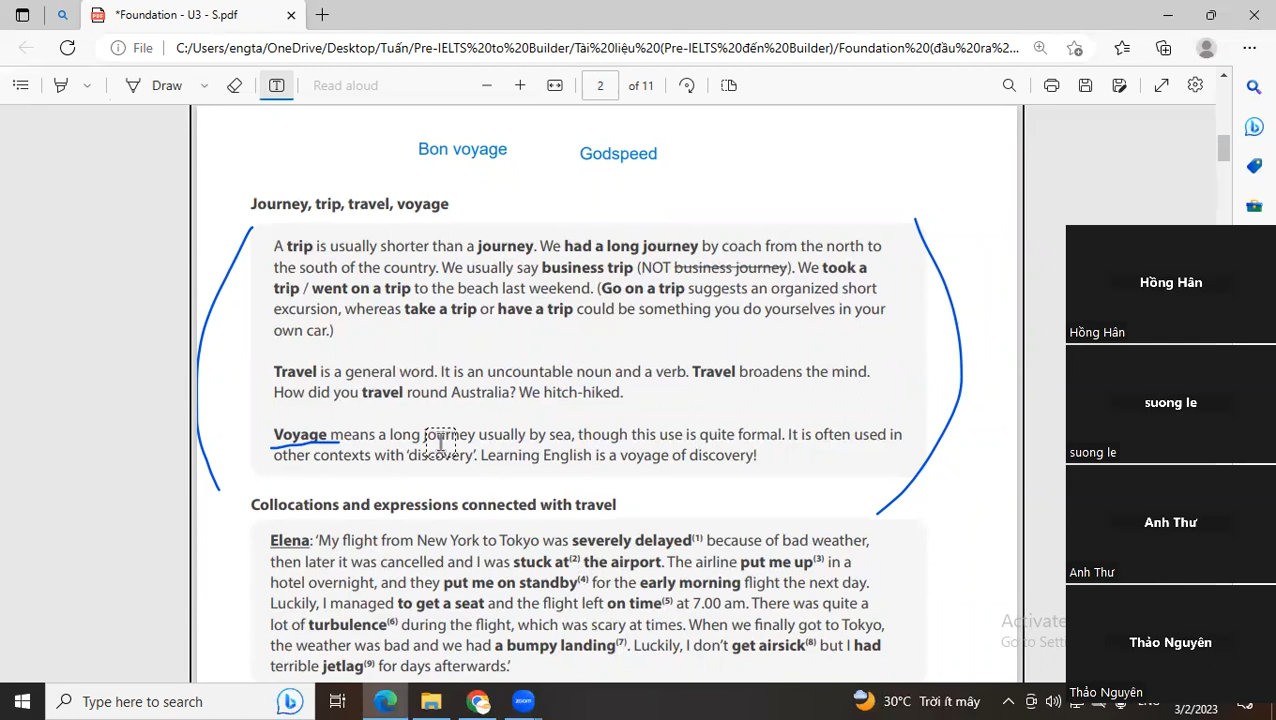 *Foundation - U3 - S.pdf
File C:/Users/engta/OneDrive/Desktop/Tuấn/Pre-IELTS%20to%20Builder/Tài%20liệu%20(Pre-IELTS%20đến%20Builder)/Foundation%20(đầu%20ra%...
Draw Read aloud 2 of 11
Bon voyage Godspeed
Journey, trip, travel, voyage
A trip is usually shorter than a journey. We had a long journey by coach from the north to
the south of the country. We usually say business trip (NOT business journey). We took a
trip / went on a trip to the beach last weekend. (Go on a trip suggests an organized short
excursion, whereas take a trip or have a trip could be something you do yourselves in your
own car.)
Travel is a general word. It is an uncountable noun and a verb. Travel broadens the mind.
How did you travel round Australia? We hitch-hiked.
Voyage means a long journey usually by sea, though this use is quite formal. It is often used in
other contexts with ‘discovery’. Learning English is a voyage of discovery!
Collocations and expressions connected with travel
Elena: ‘My flight from New York to Tokyo was severely delayed(1) because of bad weather,
then later it was cancelled and I was stuck at(2) the airport. The airline put me up(3) in a
hotel overnight, and they put me on standby(4) for the early morning flight the next day.
Luckily, I managed to get a seat and the flight left on time(5) at 7.00 am. There was quite a
lot of turbulence(6) during the flight, which was scary at times. When we finally got to Tokyo,
the weather was bad and we had a bumpy landing(7). Luckily, I don’t get airsick(8) but I had
terrible jetlag(9) for days afterwards.’
Hồng Hân
Hồng Hân
suong le
suong le
Anh Thư
Anh Thư
Thảo Nguyên
Thảo Nguyên
Activate
Go to Sett
Type here to search
zoom
30°C Trời ít mây
3/2/2023